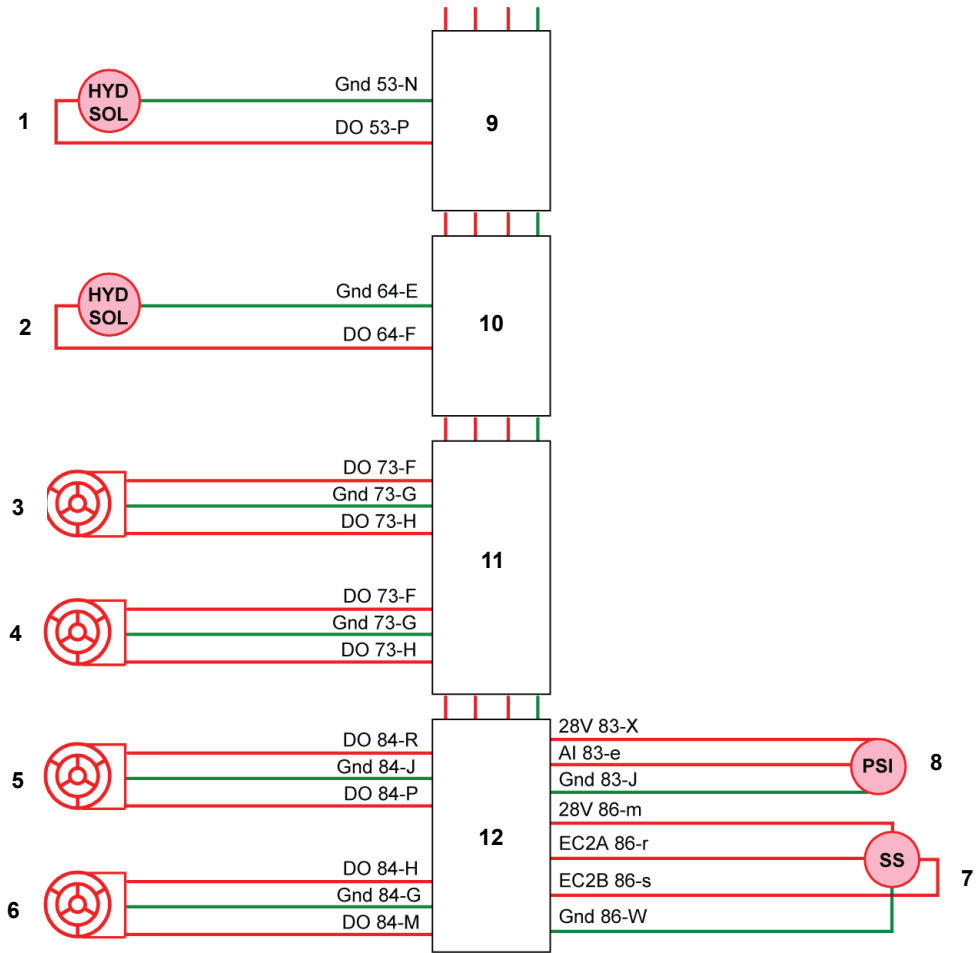 HYD
SOL
1
Gnd 53-N
DO 53-P
9
HYD
SOL
2
Gnd 64-E
DO 64-F
10
3
DO 73-F
Gnd 73-G
DO 73-H
11
4
DO 73-F
Gnd 73-G
DO 73-H
5
DO 84-R
Gnd 84-J
DO 84-P
12
6
DO 84-H
Gnd 84-G
DO 84-M
28V 83-X
AI 83-e
Gnd 83-J
PSI
8
28V 86-m
EC2A 86-r
EC2B 86-s
Gnd 86-W
SS
7